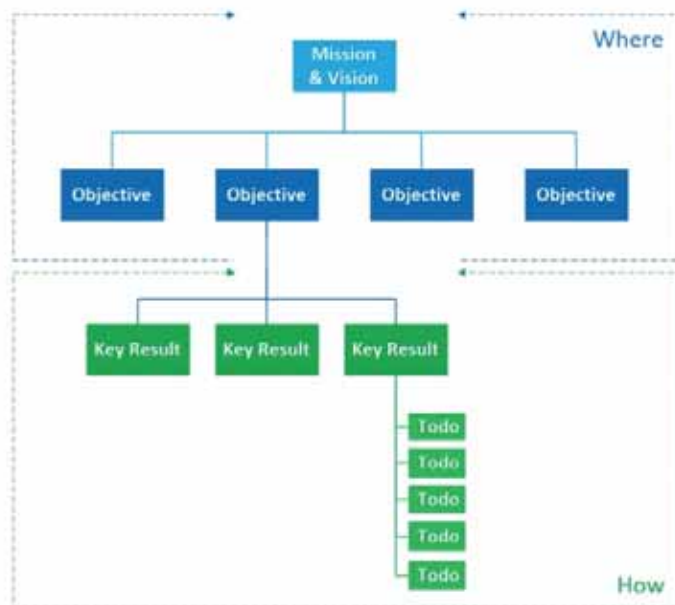 Where
Mission
& Vision
Objective
Objective
Objective
Objective
Key Result
Key Result
Key Result
Todo
Todo
Todo
Todo
Todo
How